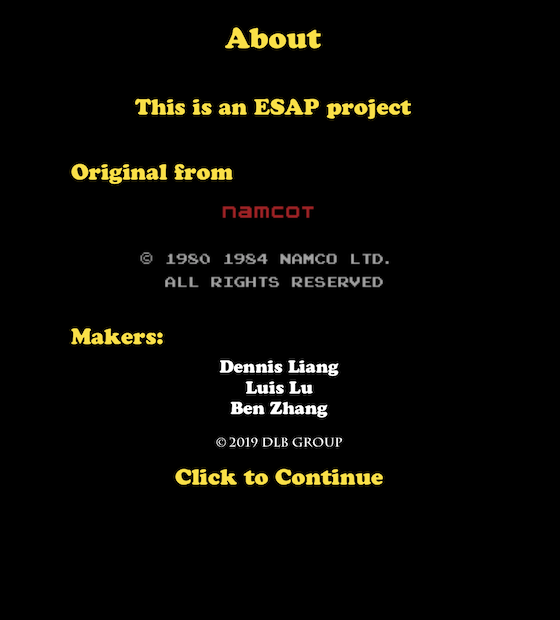 About
This is an ESAP project
Original from
namcoT
© 1980 1984 NAMCO LTD.
ALL RIGHTS RESERVED
Makers:
Dennis Liang
Luis Lu
Ben Zhang
© 2019 DLB GROUP
Click to Continue